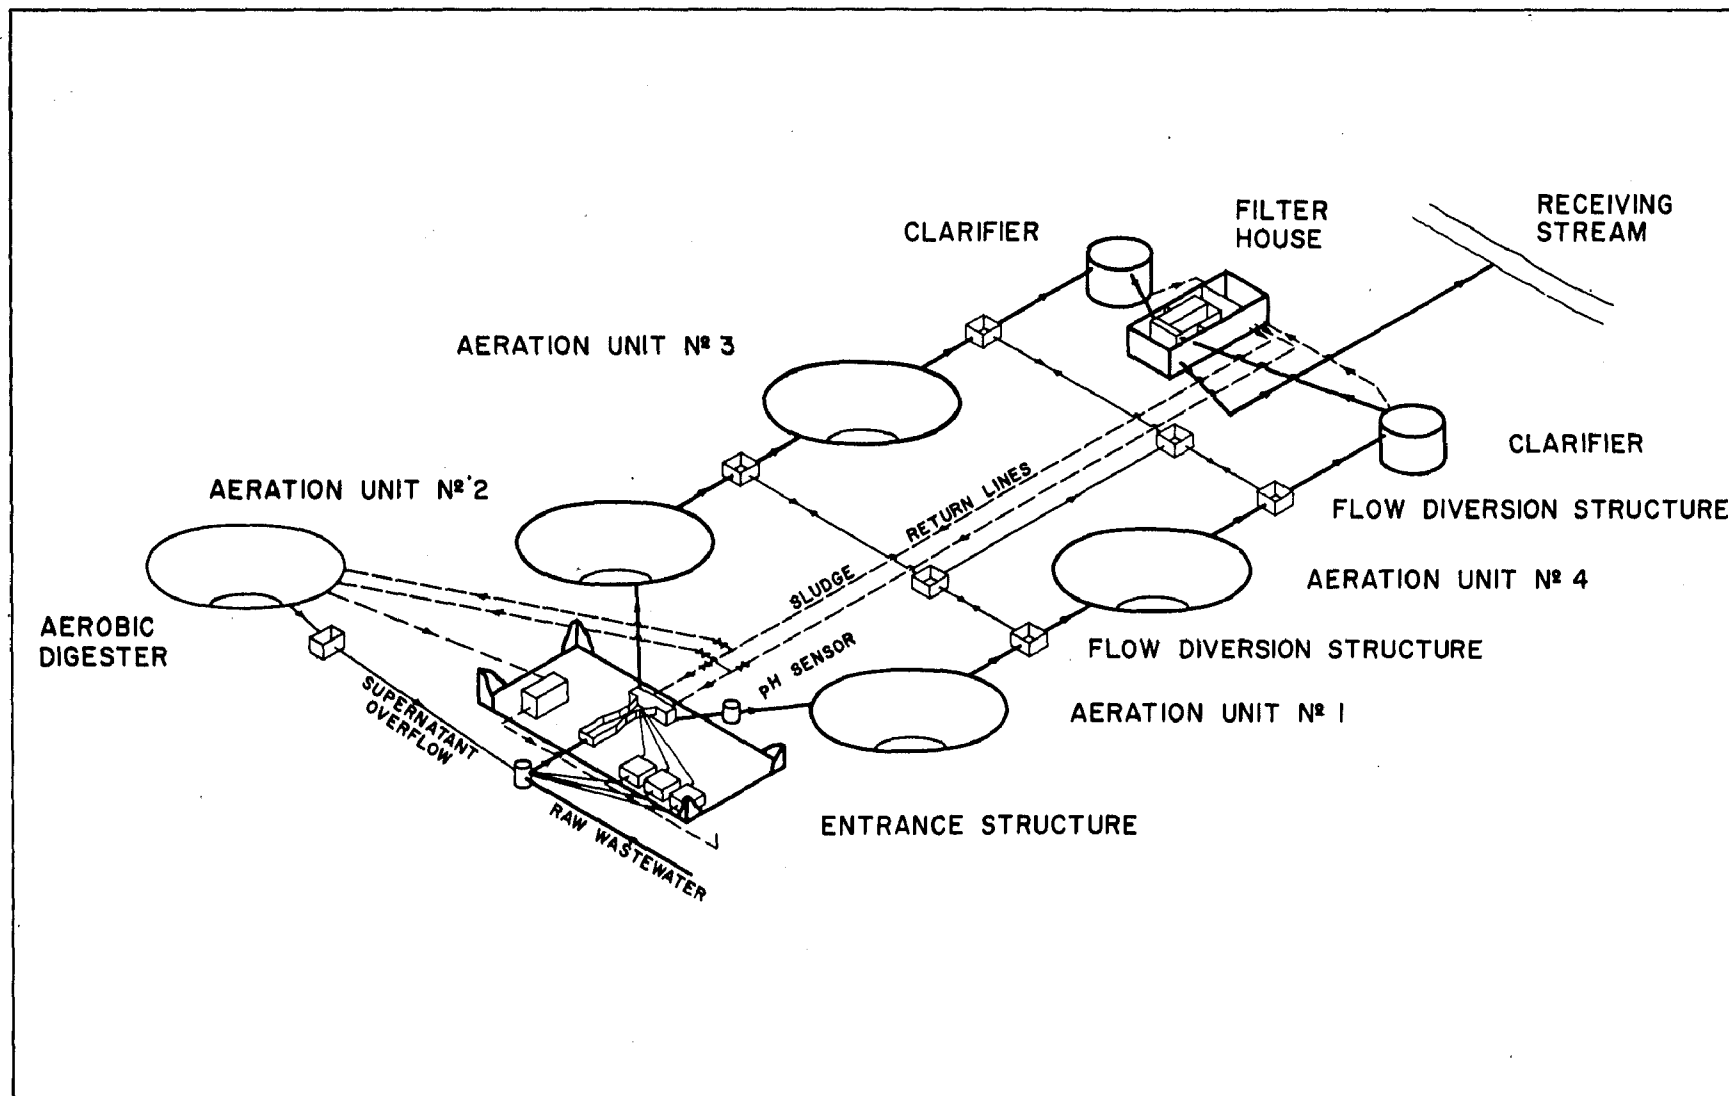 RECEIVING
STREAM
FILTER
HOUSE
CLARIFIER
AERATION UNIT Nº 3
CLARIFIER
AERATION UNIT Nº 2
FLOW DIVERSION STRUCTURE
RETURN LINES
SLUDGE
AERATION UNIT Nº 4
AEROBIC
DIGESTER
FLOW DIVERSION STRUCTURE
pH SENSOR
AERATION UNIT Nº 1
SUPERNATANT
OVERFLOW
ENTRANCE STRUCTURE
RAW WASTEWATER